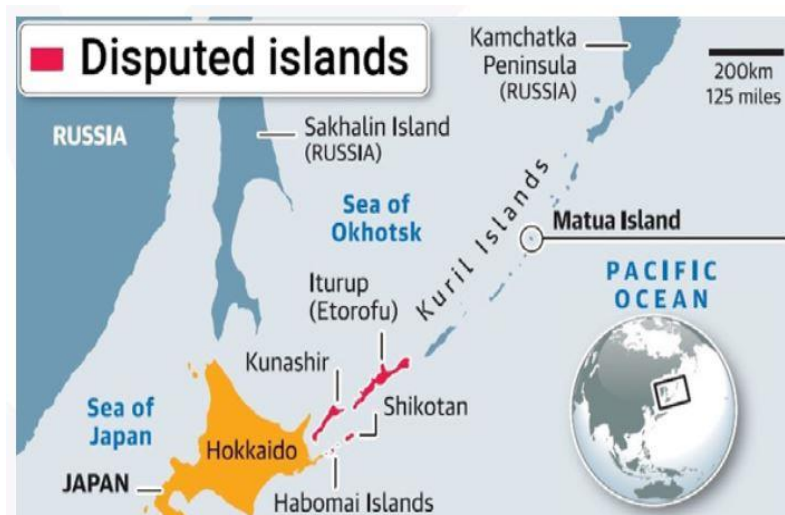 Disputed islands
Kamchatka
Peninsula
(RUSSIA)
200km
125 miles
RUSSIA
Sakhalin Island
(RUSSIA)
Sea of
Okhotsk
Kuril Islands
Matua Island
PACIFIC
OCEAN
Iturup
(Etorofu)
Kunashir
Shikotan
Sea of
Japan
Hokkaido
JAPAN
Habomai Islands